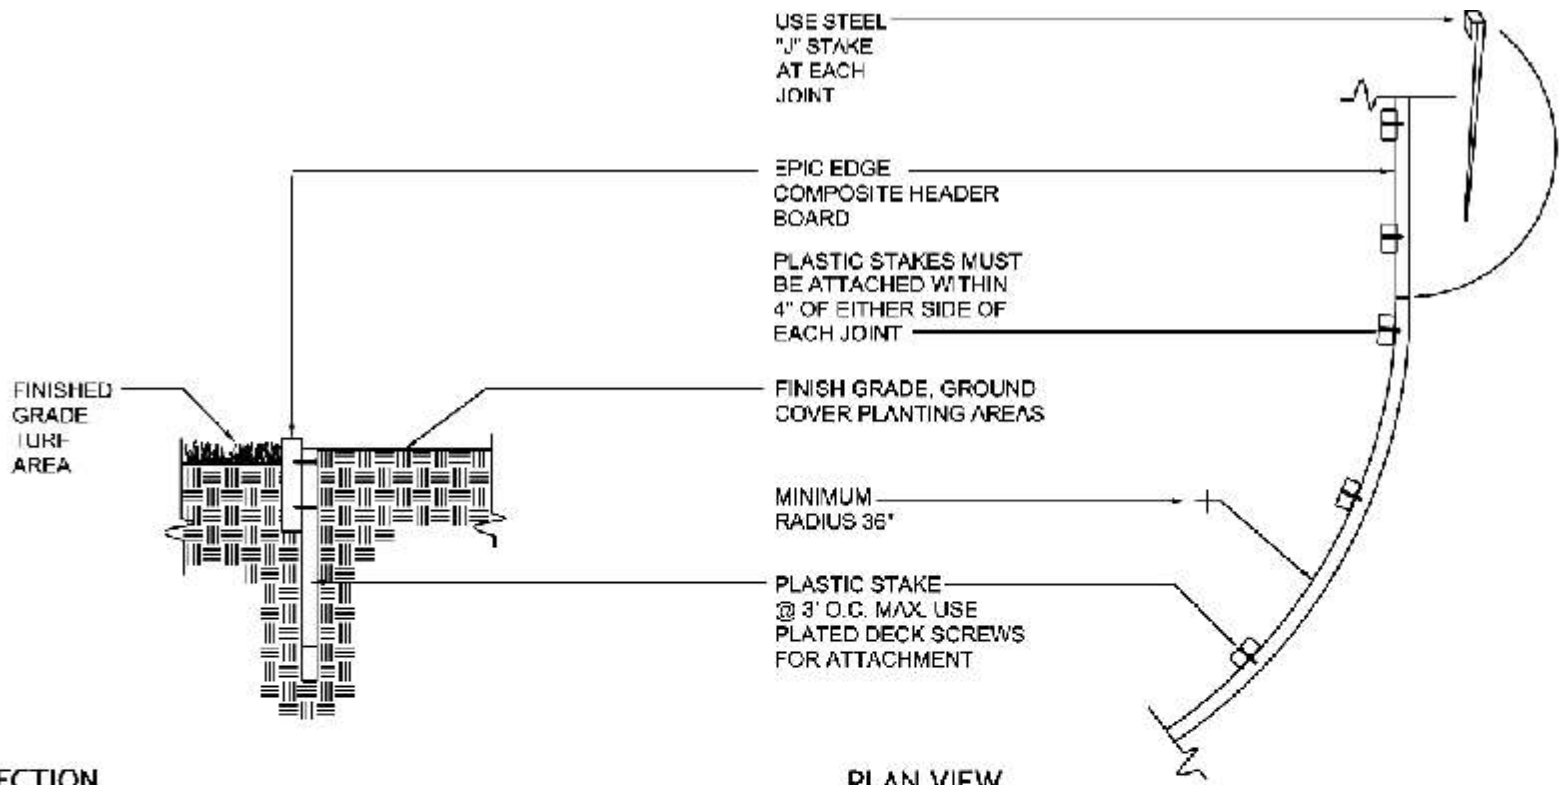 USE STEEL
"J" STAKE
AT EACH
JOINT
EPIC EDGE
COMPOSITE HEADER
BOARD
PLASTIC STAKES MUST
BE ATTACHED WITHIN
4" OF EITHER SIDE OF
EACH JOINT
FINISHED
GRADE
TURF
AREA
FINISH GRADE, GROUND
COVER PLANTING AREAS
MINIMUM
RADIUS 36"
PLASTIC STAKE
@ 3' O.C. MAX. USE
PLATED DECK SCREWS
FOR ATTACHMENT
ECTION
PLAN VIEW